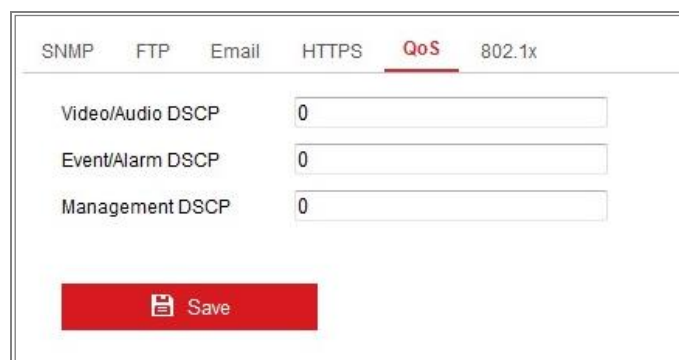 SNMP FTP Email HTTPS QoS 802.1x
Video/Audio DSCP 0
Event/Alarm DSCP 0
Management DSCP 0
Save